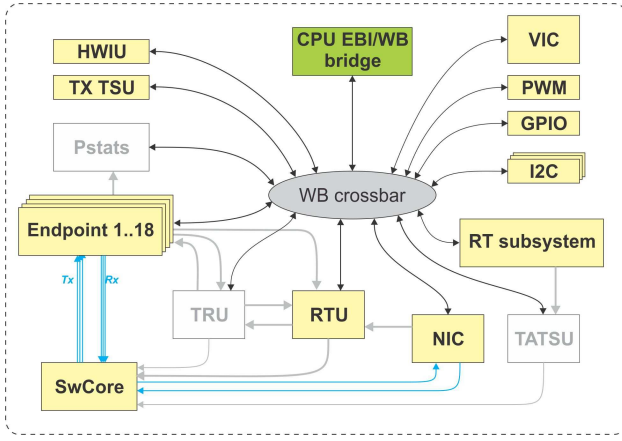 HWIU
TX TSU
Pstats
CPU EBI/WB
bridge
VIC
PWM
GPIO
I2C
WB crossbar
Endpoint 1..18
RT subsystem
Tx
Rx
TRU
RTU
NIC
TATSU
SwCore